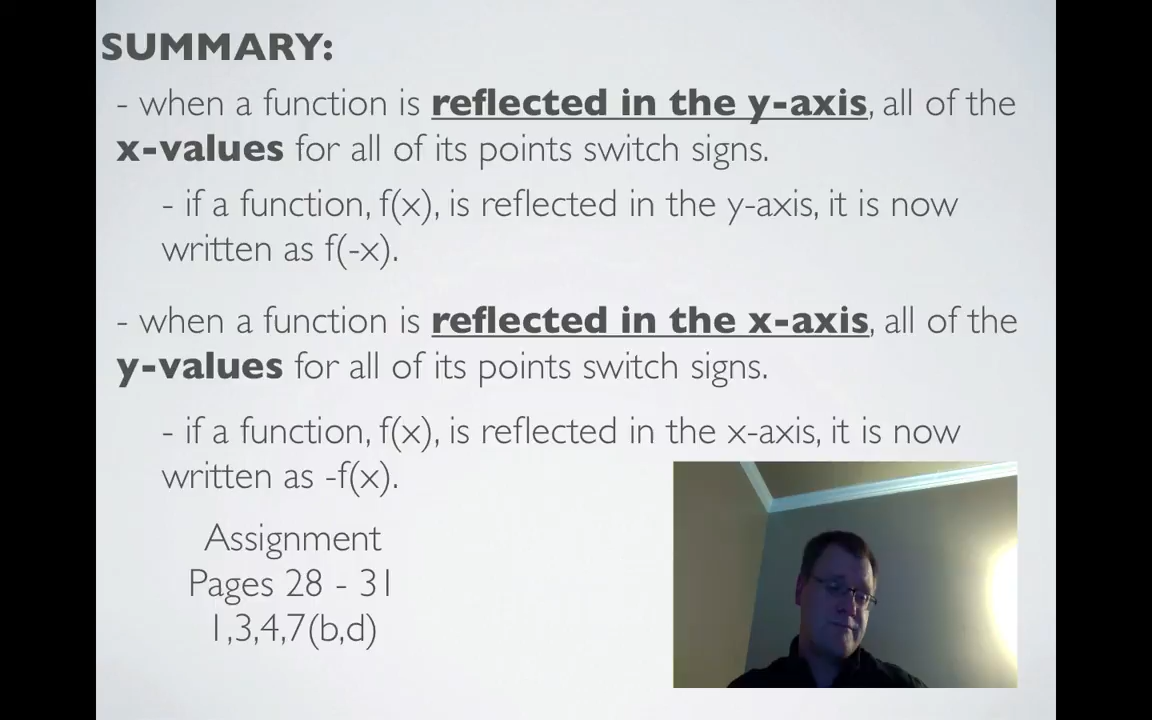 SUMMARY:
- when a function is reflected in the y-axis, all of the
x-values for all of its points switch signs.
- if a function, f(x), is reflected in the y-axis, it is now
written as f(-x).
- when a function is reflected in the x-axis, all of the
y-values for all of its points switch signs.
- if a function, f(x), is reflected in the x-axis, it is now
written as -f(x).
Assignment
Pages 28 - 31
1,3,4,7(b,d)